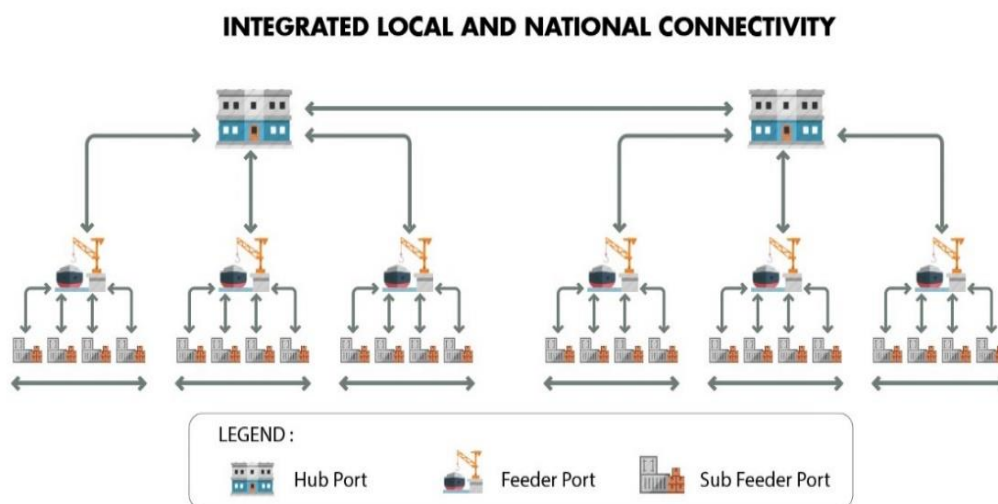 INTEGRATED LOCAL AND NATIONAL CONNECTIVITY
LEGEND :
Hub Port
Feeder Port
Sub Feeder Port